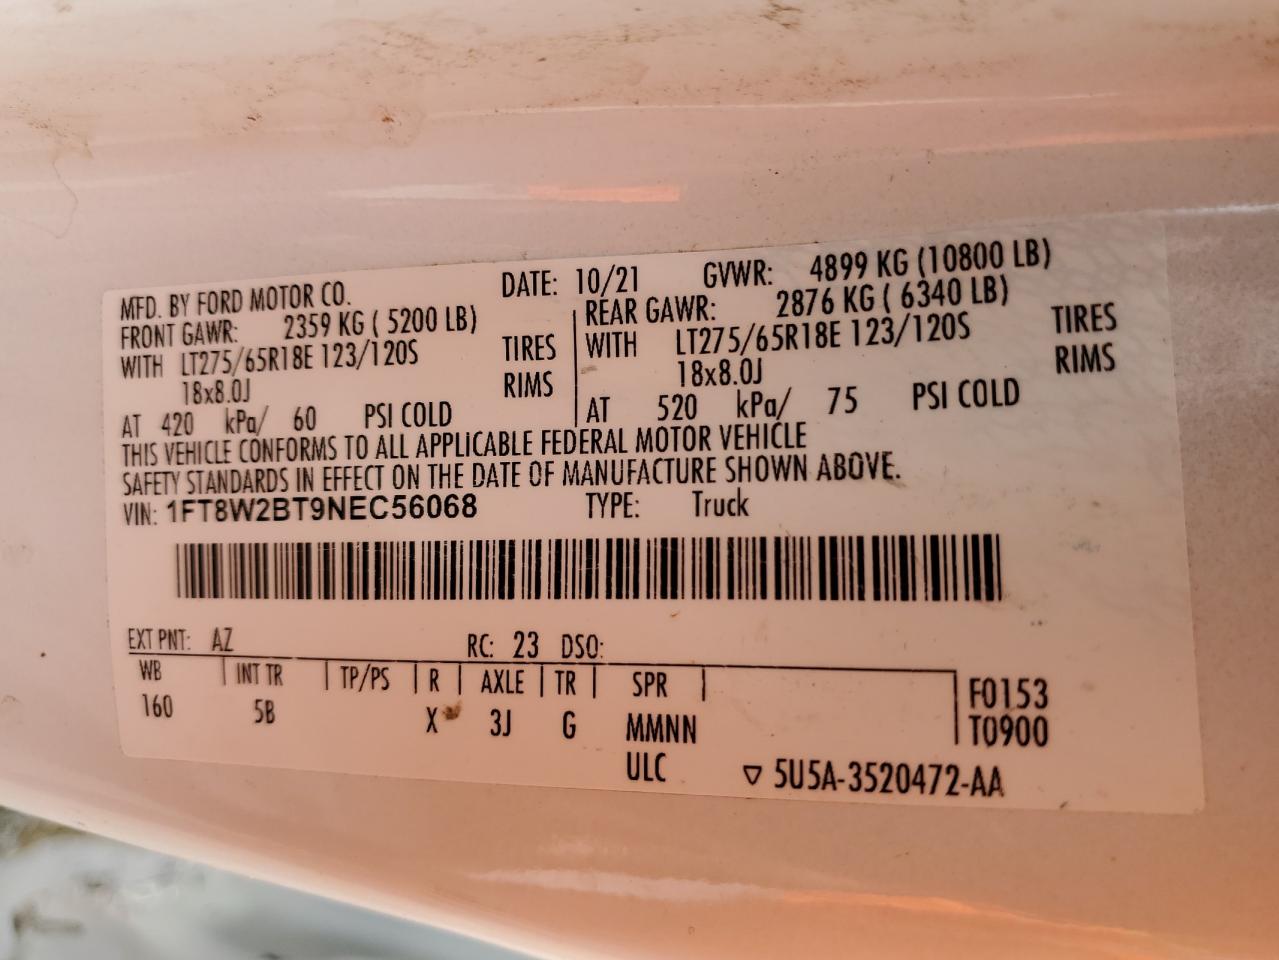 MFD. BY FORD MOTOR CO. DATE: 10/21 GVWR: 4899 KG (10800 LB)
FRONT GAWR: 2359 KG ( 5200 LB) REAR GAWR: 2876 KG ( 6340 LB)
WITH LT275/65R18E 123/120S TIRES WITH LT275/65R18E 123/120S TIRES
18x8.0J RIMS 18x8.0J RIMS
AT 420 kPa/ 60 PSI COLD AT 520 kPa/ 75 PSI COLD
THIS VEHICLE CONFORMS TO ALL APPLICABLE FEDERAL MOTOR VEHICLE
SAFETY STANDARDS IN EFFECT ON THE DATE OF MANUFACTURE SHOWN ABOVE.
VIN: 1FT8W2BT9NEC56068 TYPE: Truck
EXT PNT: AZ RC: 23 DSO:
WB INT TR TP/PS R AXLE TR SPR F0153
160 5B X 3J G MMNN T0900
ULC ▽ 5U5A-3520472-AA